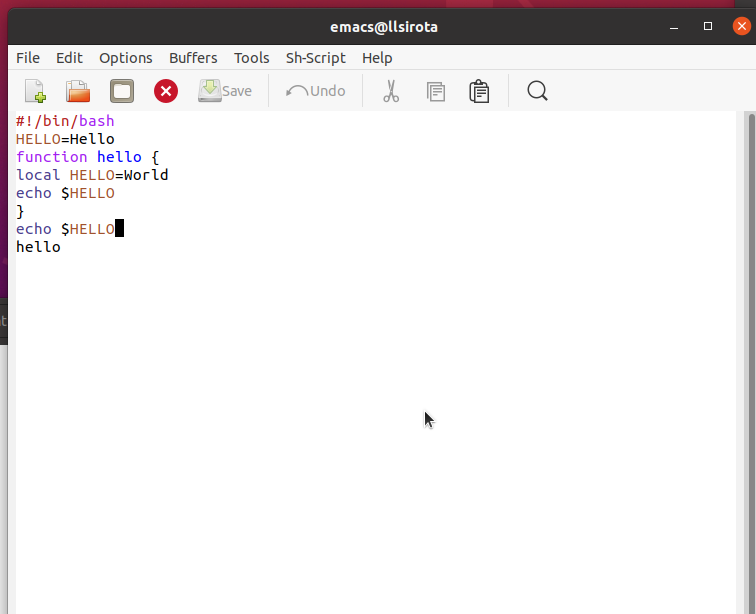 emacs@llsirota
File Edit Options Buffers Tools Sh-Script Help
Save Undo
#!/bin/bash
HELLO=Hello
function hello {
local HELLO=World
echo $HELLO
}
echo $HELLO
hello